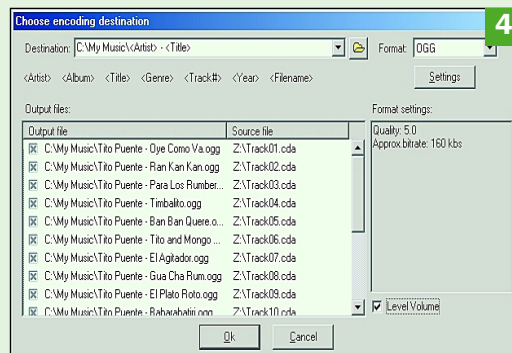 Choose encoding destination
4
Destination: C:\My Music\<Artist> - <Title>
Format: OGG
<Artist> <Album> <Title> <Genre> <Track#> <Year> <Filename>
Settings
Output files:
Format settings:
Output file Source file
Quality: 5.0
Approx.bitrate: 160 kbs
C:\My Music\Tito Puente - Oye Como Va.ogg Z:\Track01.cda
C:\My Music\Tito Puente - Ran Kan Kan.ogg Z:\Track02.cda
C:\My Music\Tito Puente - Para Los Rumber... Z:\Track03.cda
C:\My Music\Tito Puente - Timbalito.ogg Z:\Track04.cda
C:\My Music\Tito Puente - Ban Ban Quere.o... Z:\Track05.cda
C:\My Music\Tito Puente - Tito and Mongo ... Z:\Track06.cda
C:\My Music\Tito Puente - El Agitador.ogg Z:\Track07.cda
C:\My Music\Tito Puente - Gua Cha Rum.ogg Z:\Track08.cda
C:\My Music\Tito Puente - El Plato Roto.ogg Z:\Track09.cda
C:\My Music\Tito Puente - Babarabatiri.ogg Z:\Track10.cda
Level Volume
Ok Cancel